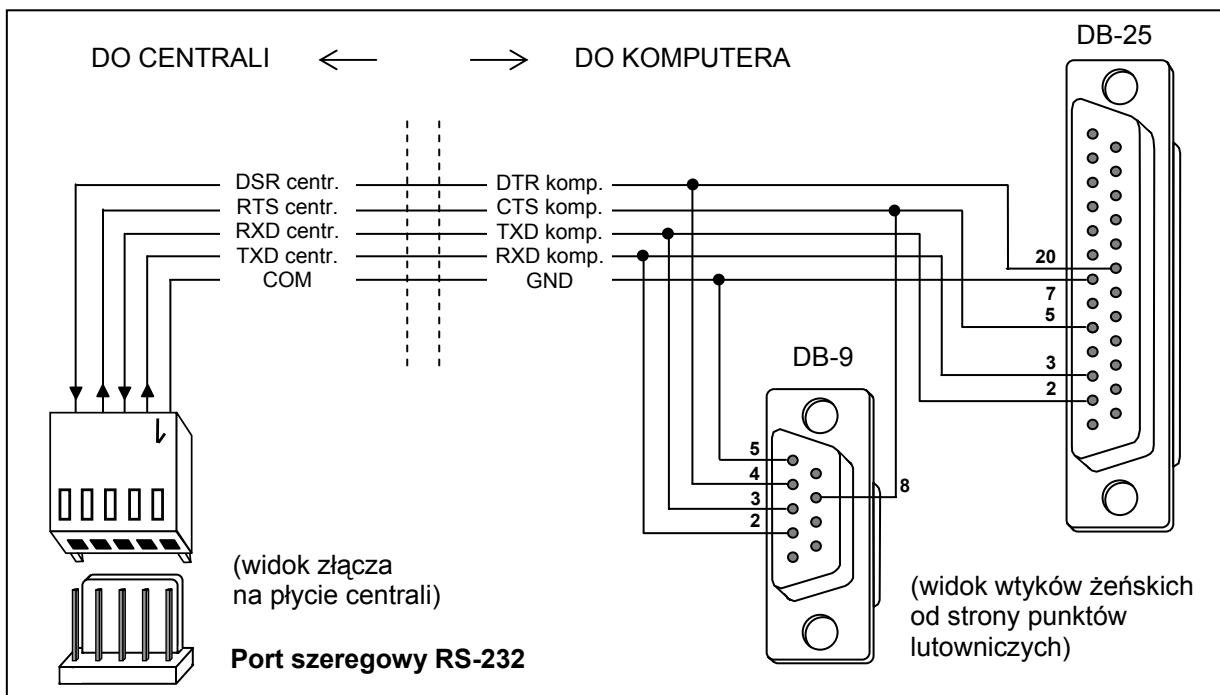 DO CENTRALI
DO KOMPUTERA
DB-25
DSR centr.
DTR komp.
RTS centr.
CTS komp.
RXD centr.
TXD komp.
TXD centr.
RXD komp.
COM
GND
20
7
5
3
2
DB-9
5
4
3
2
8
(widok złącza
na płycie centrali)
Port szeregowy RS-232
(widok wtyków żeńskich
od strony punktów
lutowniczych)